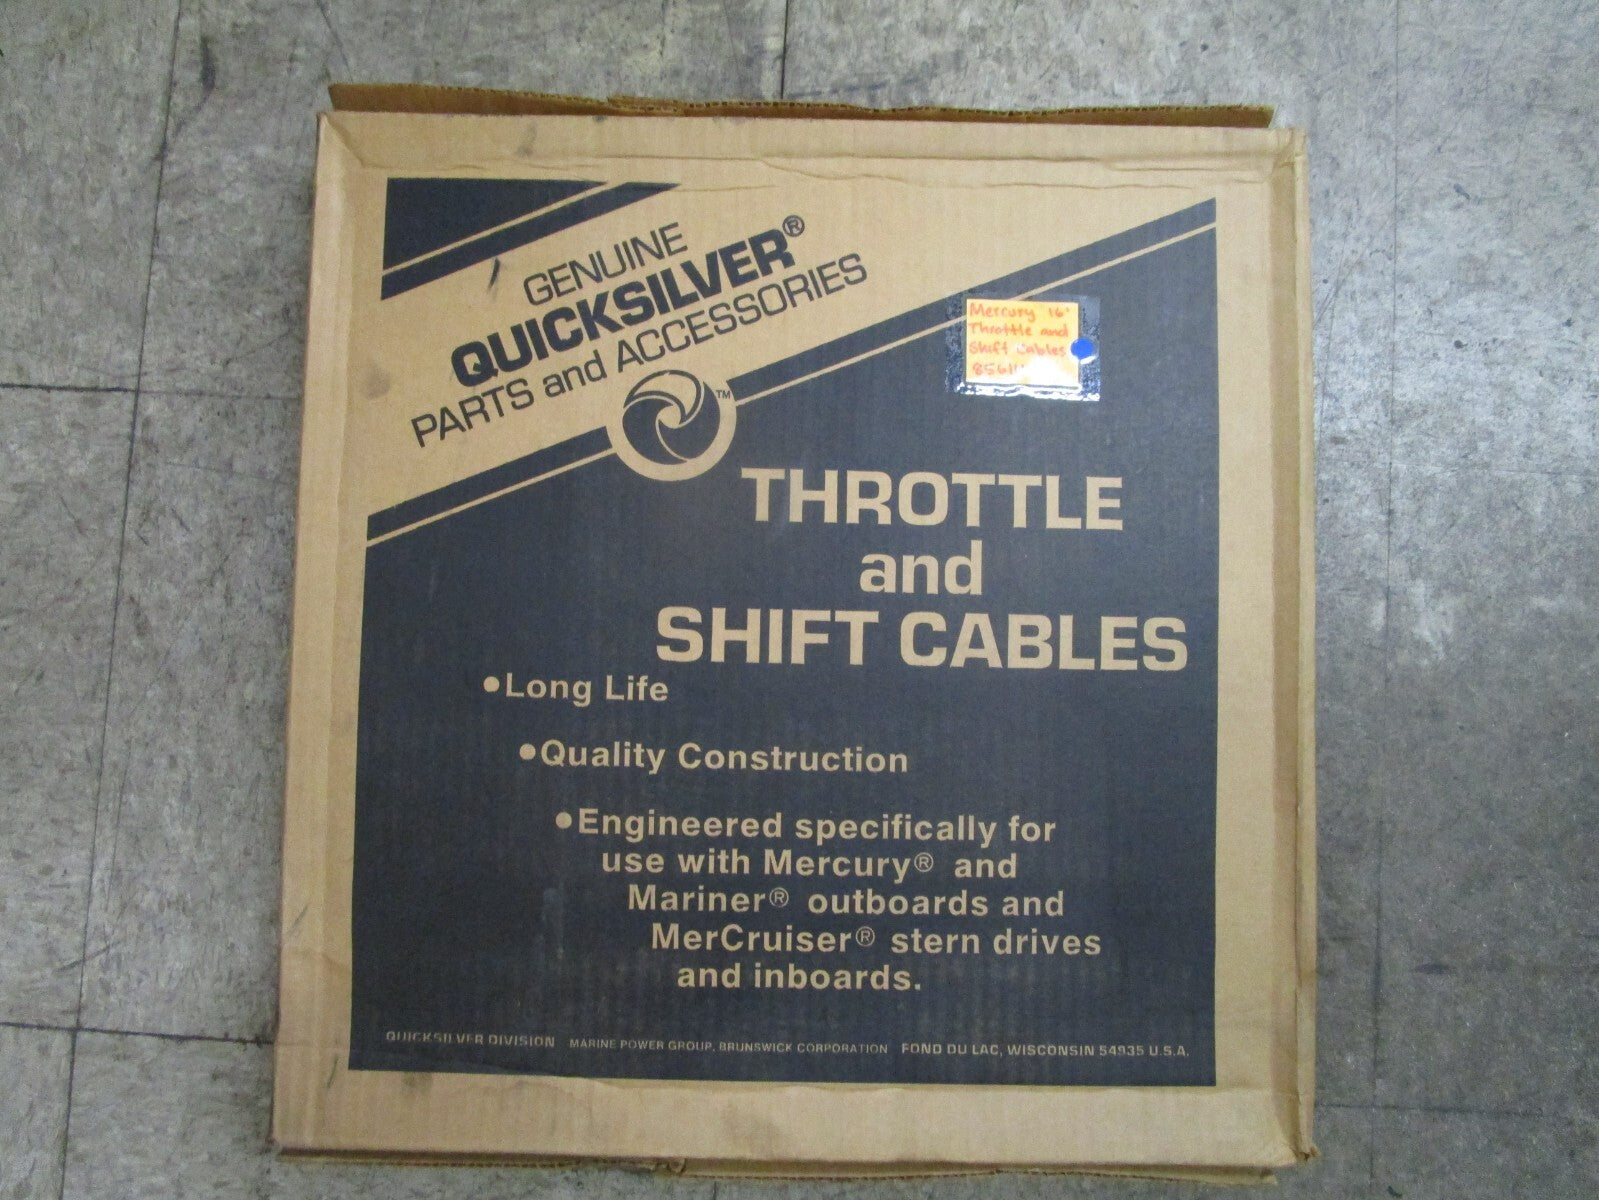 GENUINE
QUICKSILVER®
PARTS and ACCESSORIES
TM
Mercury 16'
Throttle and
Shift Cables
THROTTLE
and
SHIFT CABLES
•Long Life
•Quality Construction
•Engineered specifically for
use with Mercury® and
Mariner® outboards and
MerCruiser® stern drives
and inboards.
QUICKSILVER DIVISION MARINE POWER GROUP, BRUNSWICK CORPORATION FOND DU LAC, WISCONSIN 54935 U.S.A.